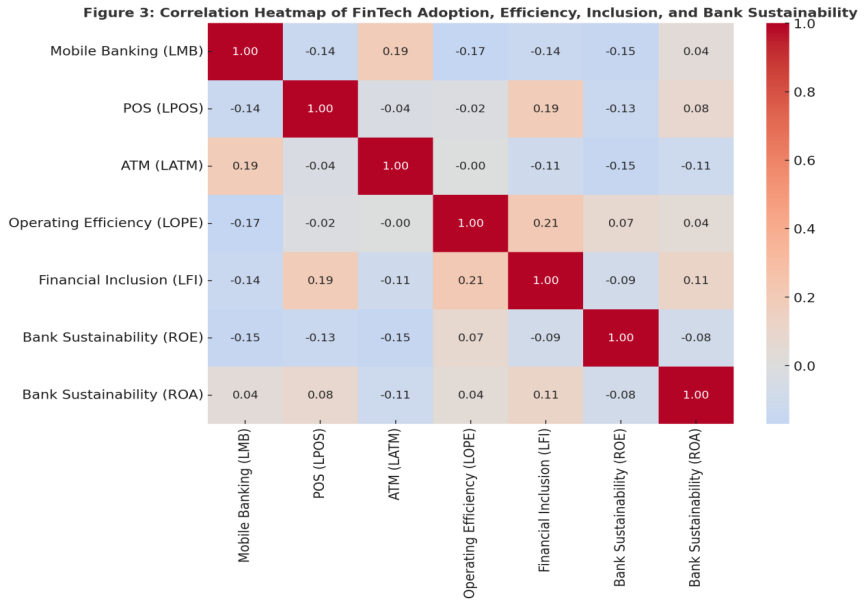 Figure 3: Correlation Heatmap of FinTech Adoption, Efficiency, Inclusion, and Bank Sustainability
Mobile Banking (LMB) 1.00 -0.14 0.19 -0.17 -0.14 -0.15 0.04
POS (LPOS) -0.14 1.00 -0.04 -0.02 0.19 -0.13 0.08
ATM (LATM) 0.19 -0.04 1.00 -0.00 -0.11 -0.15 -0.11
Operating Efficiency (LOPE) -0.17 -0.02 -0.00 1.00 0.21 0.07 0.04
Financial Inclusion (LFI) -0.14 0.19 -0.11 0.21 1.00 -0.09 0.11
Bank Sustainability (ROE) -0.15 -0.13 -0.15 0.07 -0.09 1.00 -0.08
Bank Sustainability (ROA) 0.04 0.08 -0.11 0.04 0.11 -0.08 1.00
Mobile Banking (LMB)
POS (LPOS)
ATM (LATM)
Operating Efficiency (LOPE)
Financial Inclusion (LFI)
Bank Sustainability (ROE)
Bank Sustainability (ROA)
1.0
0.8
0.6
0.4
0.2
0.0